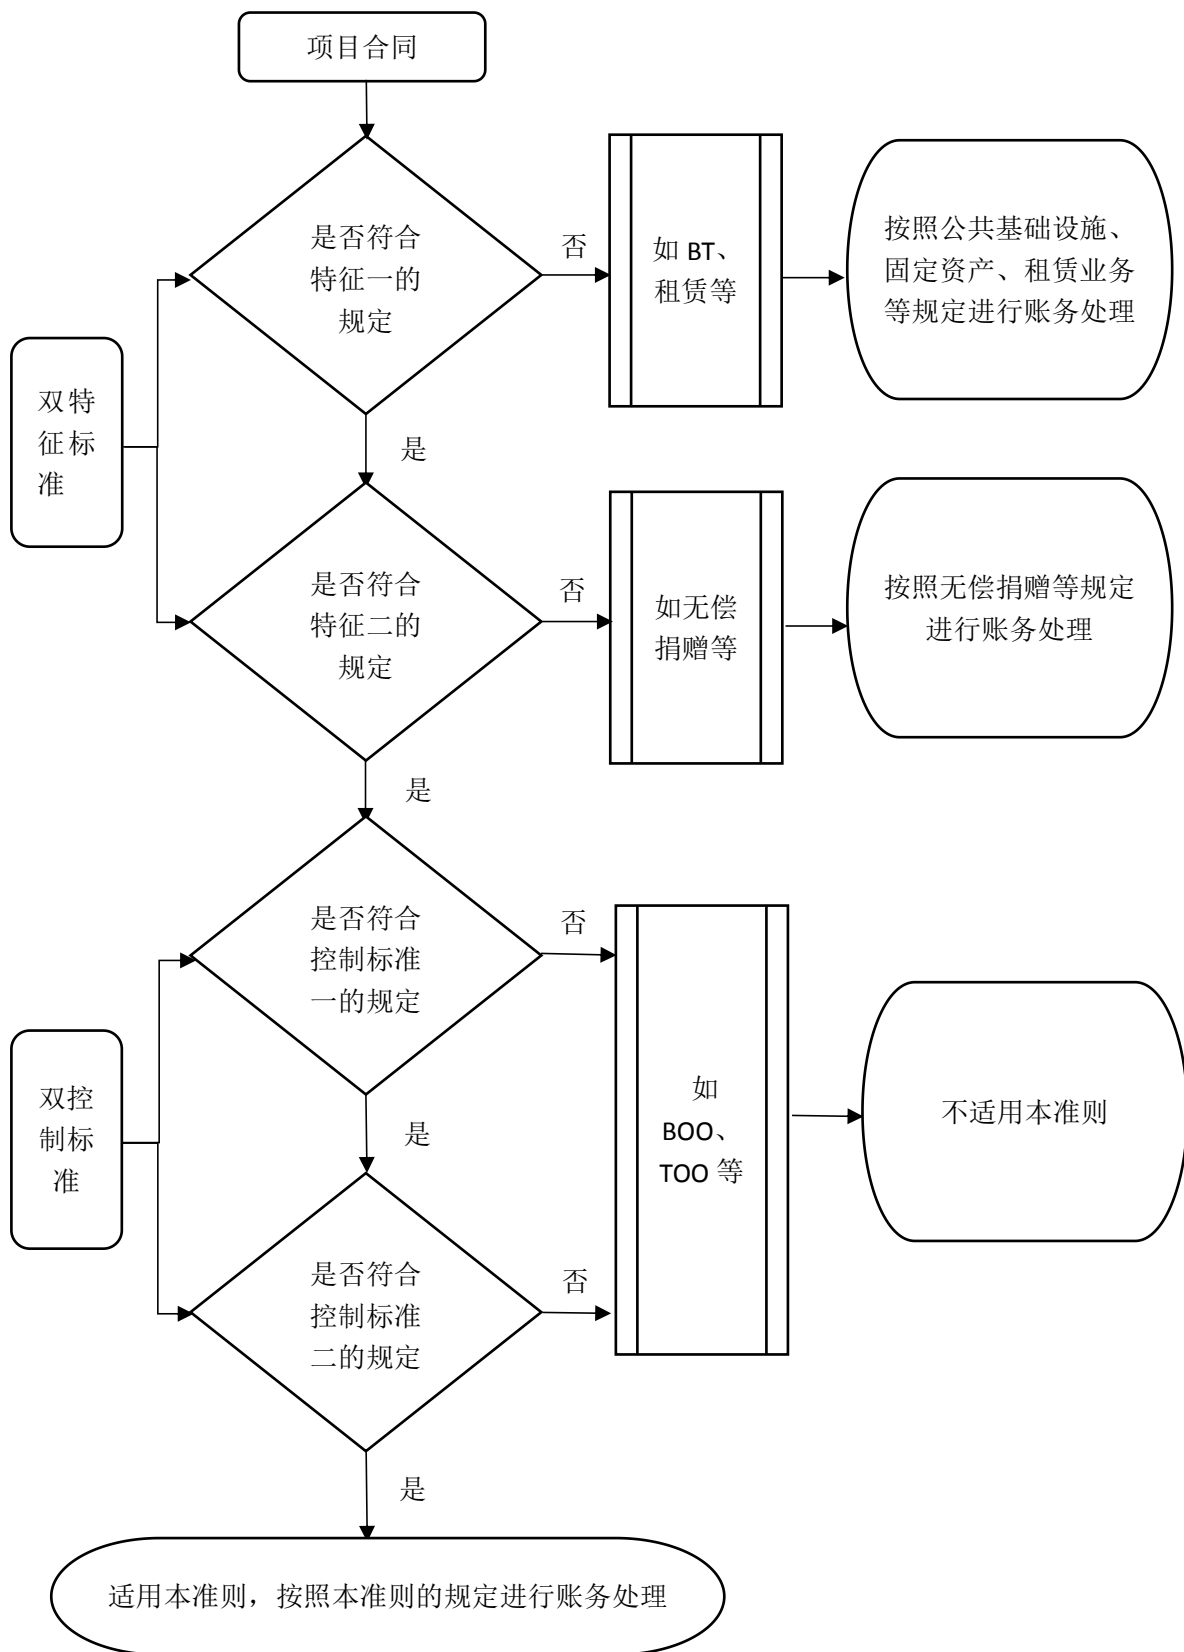 项目合同
是否符合
特征一的
规定
否
如 BT、
租赁等
按照公共基础设施、
固定资产、租赁业务
等规定进行账务处理
双特
征标
准
是
是否符合
特征二的
规定
否
如无偿
捐赠等
按照无偿捐赠等规定
进行账务处理
是
是否符合
控制标准
一的规定
否
双控
制标
准
如
BOO、
TOO 等
不适用本准则
是
是否符合
控制标准
二的规定
否
是
适用本准则，按照本准则的规定进行账务处理